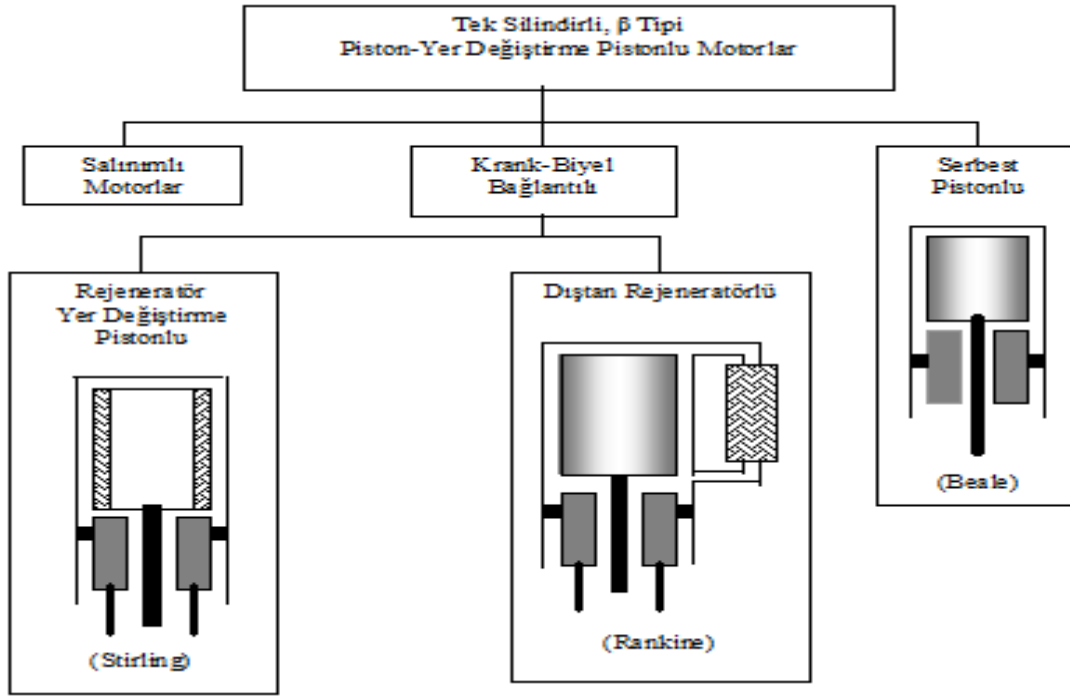 Tek Silindirli, β Tipi
Piston-Yer Değiştirme Pistonlu Motorlar
Salınımlı
Motorlar
Krank-Biyel
Bağlantılı
Serbest
Pistonlu
(Beale)
Rejeneratör
Yer Değiştirme
Pistonlu
(Stirling)
Dıştan Rejeneratörlü
(Rankine)